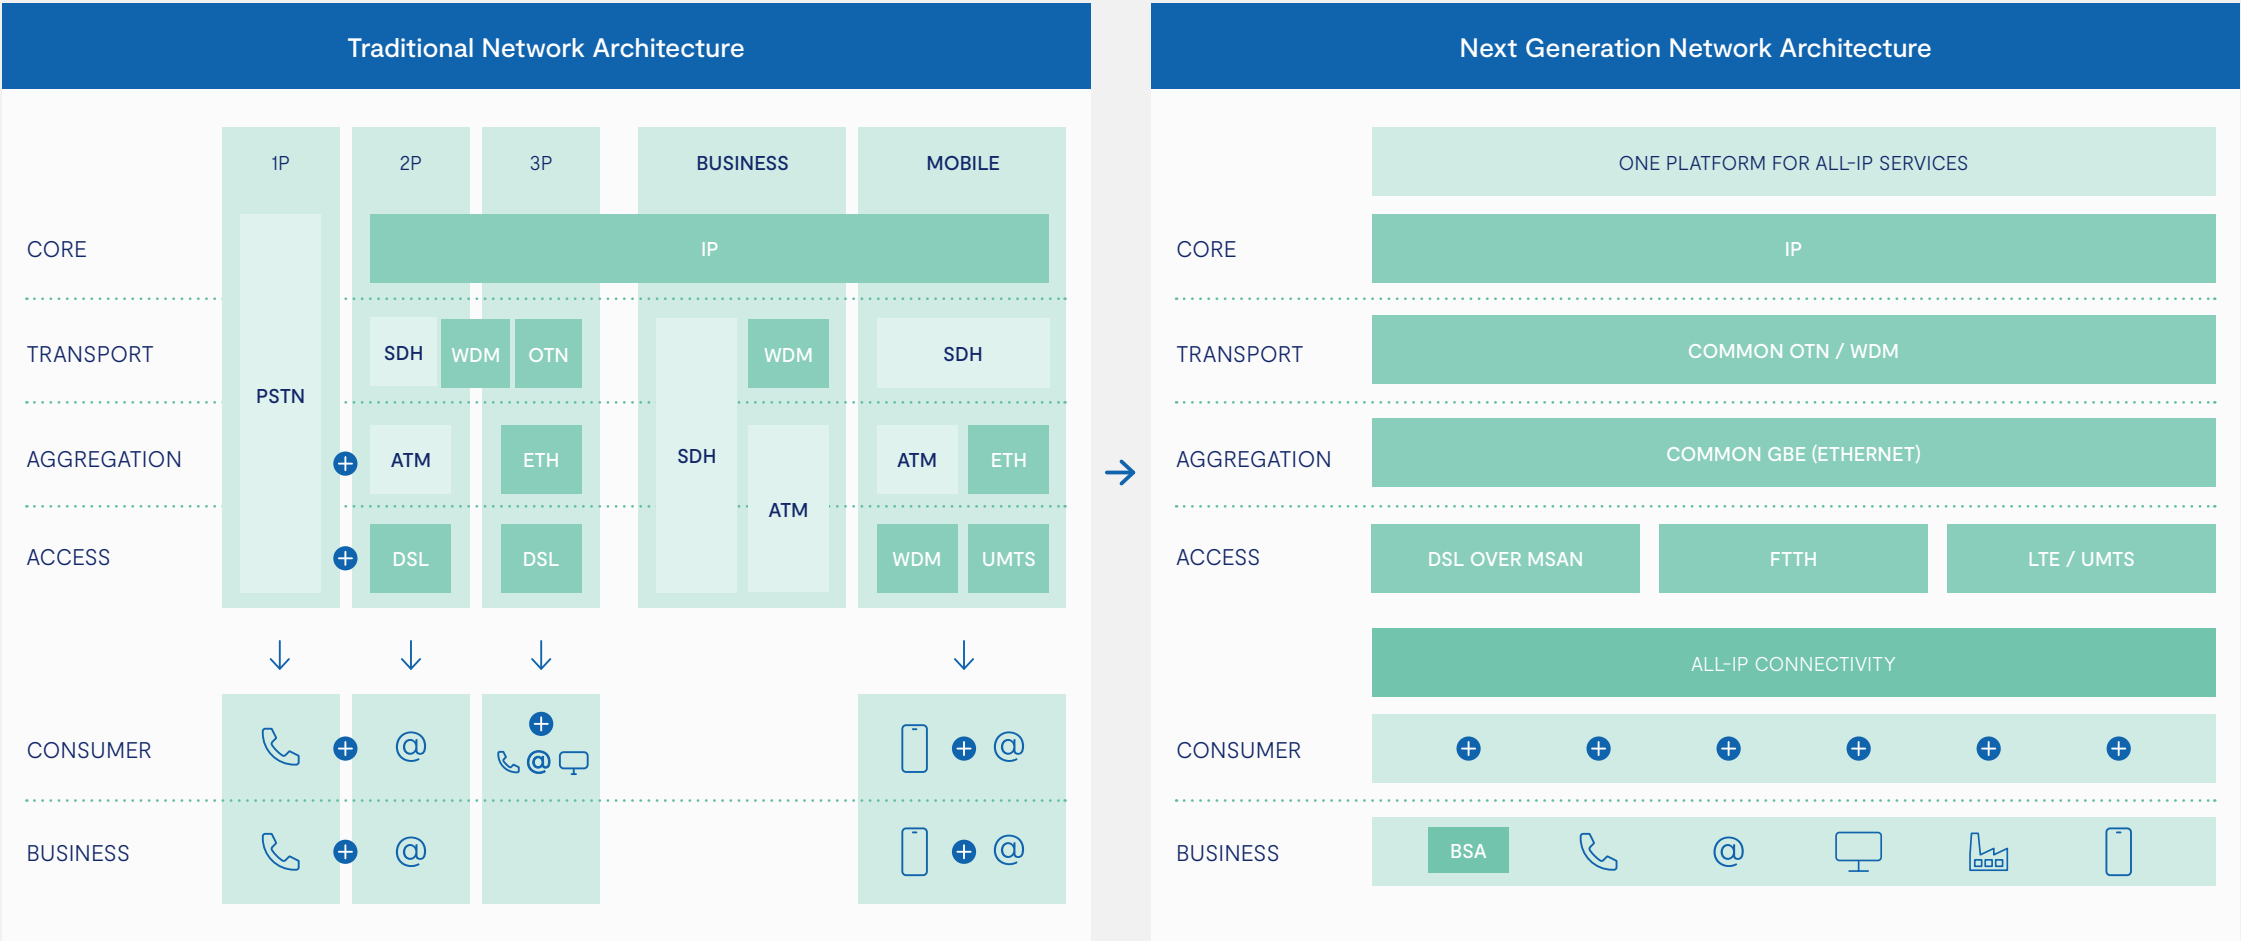 Traditional Network Architecture
1P 2P 3P BUSINESS MOBILE
CORE IP
TRANSPORT SDH WDM OTN WDM SDH
PSTN
AGGREGATION ATM ETH SDH ATM ETH
ATM
ACCESS DSL DSL WDM UMTS
CONSUMER @ @ @
BUSINESS @ @
Next Generation Network Architecture
ONE PLATFORM FOR ALL-IP SERVICES
CORE IP
TRANSPORT COMMON OTN / WDM
AGGREGATION COMMON GBE (ETHERNET)
ACCESS DSL OVER MSAN FTTH LTE / UMTS
ALL-IP CONNECTIVITY
CONSUMER
BUSINESS BSA @